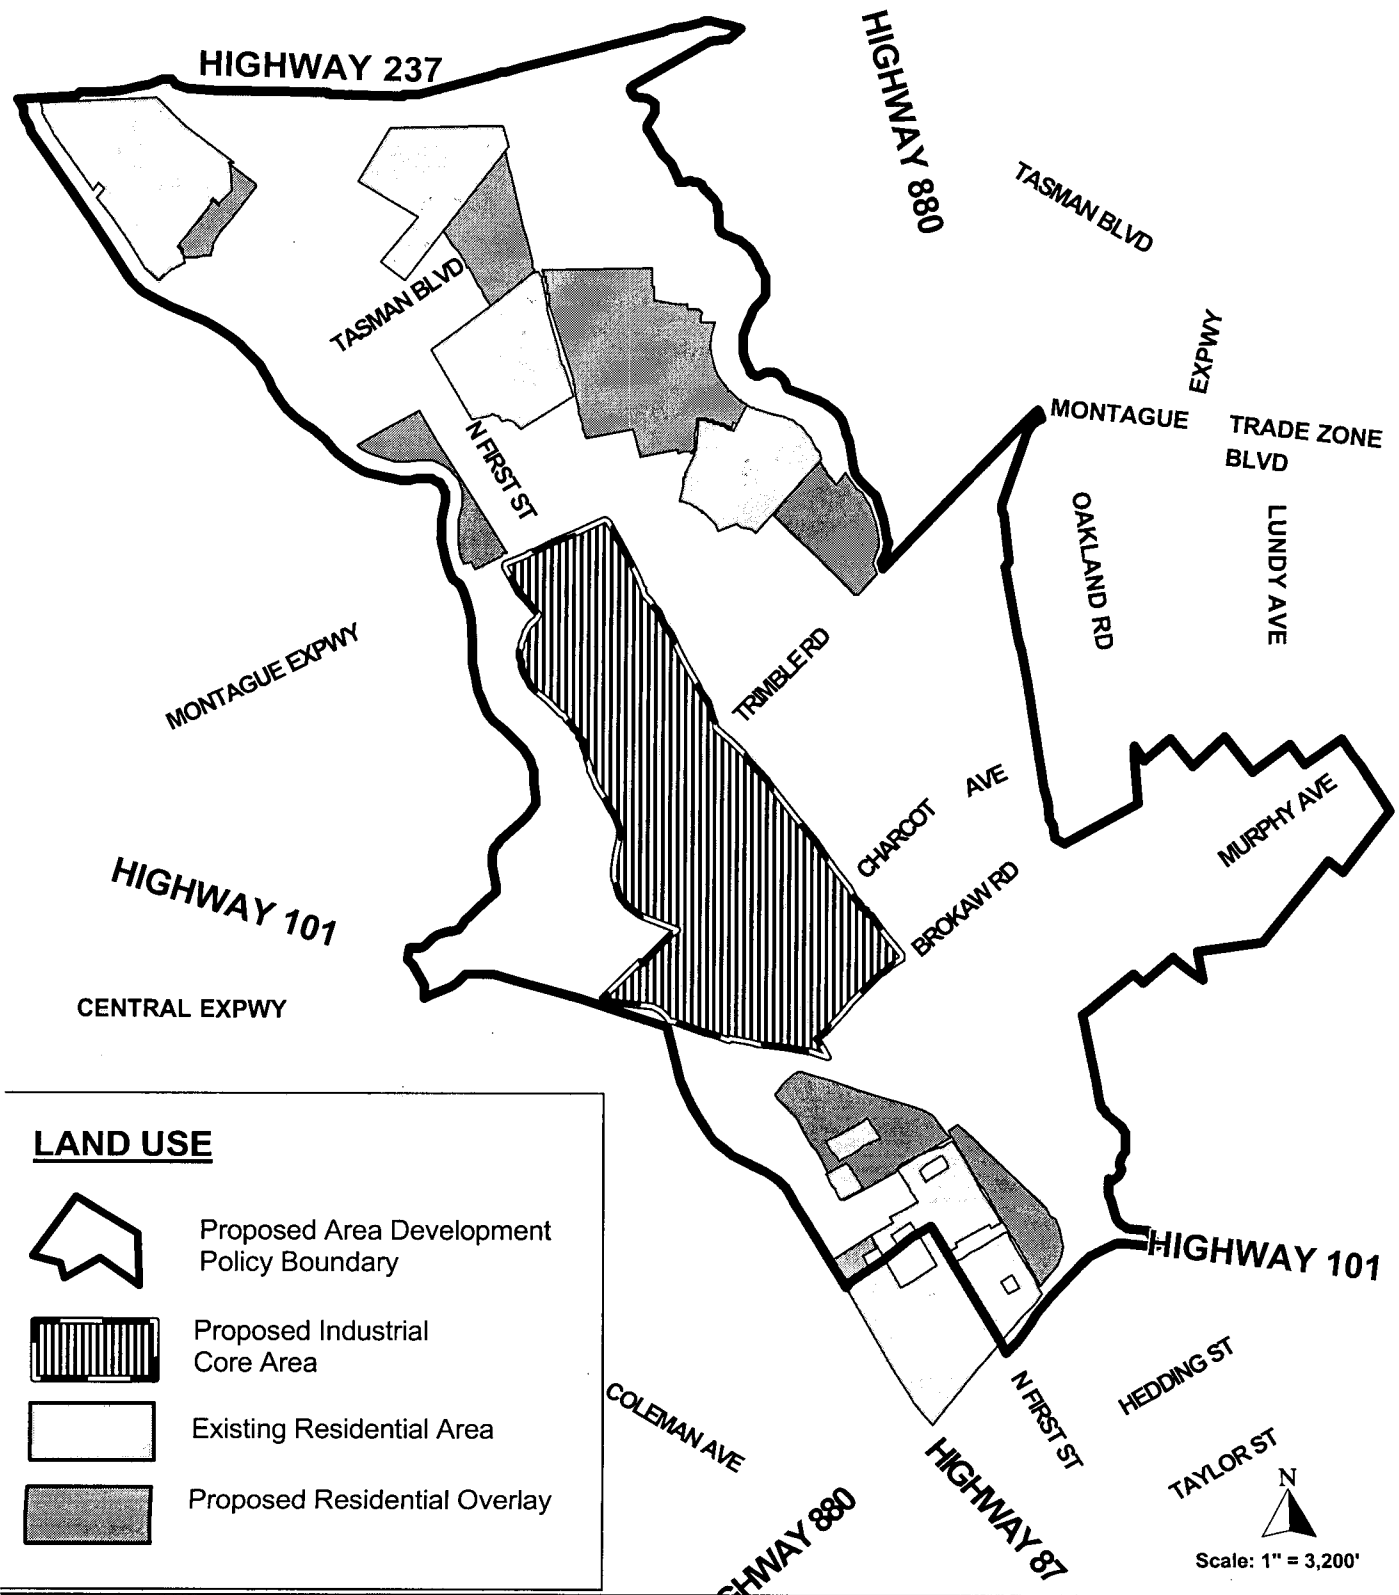 HIGHWAY 237
HIGHWAY 880
TASMAN BLVD
TASMAN BLVD
EXPWY
MONTAGUE
TRADE ZONE
BLVD
N FIRST ST
OAKLAND RD
LUNDY AVE
MONTAGUE EXPWY
TRIMBLE RD
CHARCOT AVE
MURPHY AVE
BROKAW RD
HIGHWAY 101
CENTRAL EXPWY
LAND USE
Proposed Area Development
Policy Boundary
Proposed Industrial
Core Area
Existing Residential Area
Proposed Residential Overlay
HIGHWAY 101
COLEMAN AVE
N FIRST ST
HEDDING ST
TAYLOR ST
HIGHWAY 87
GHWAY 880
N
Scale: 1" = 3,200'